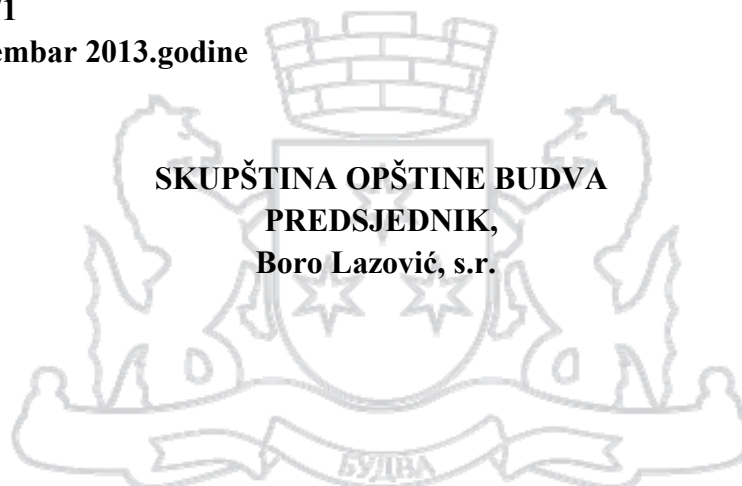 /1
embar 2013.godine
SKUPŠTINA OPŠTINE BUDVA
PREDSJEDNIK,
Boro Lazović, s.r.
БУДВА